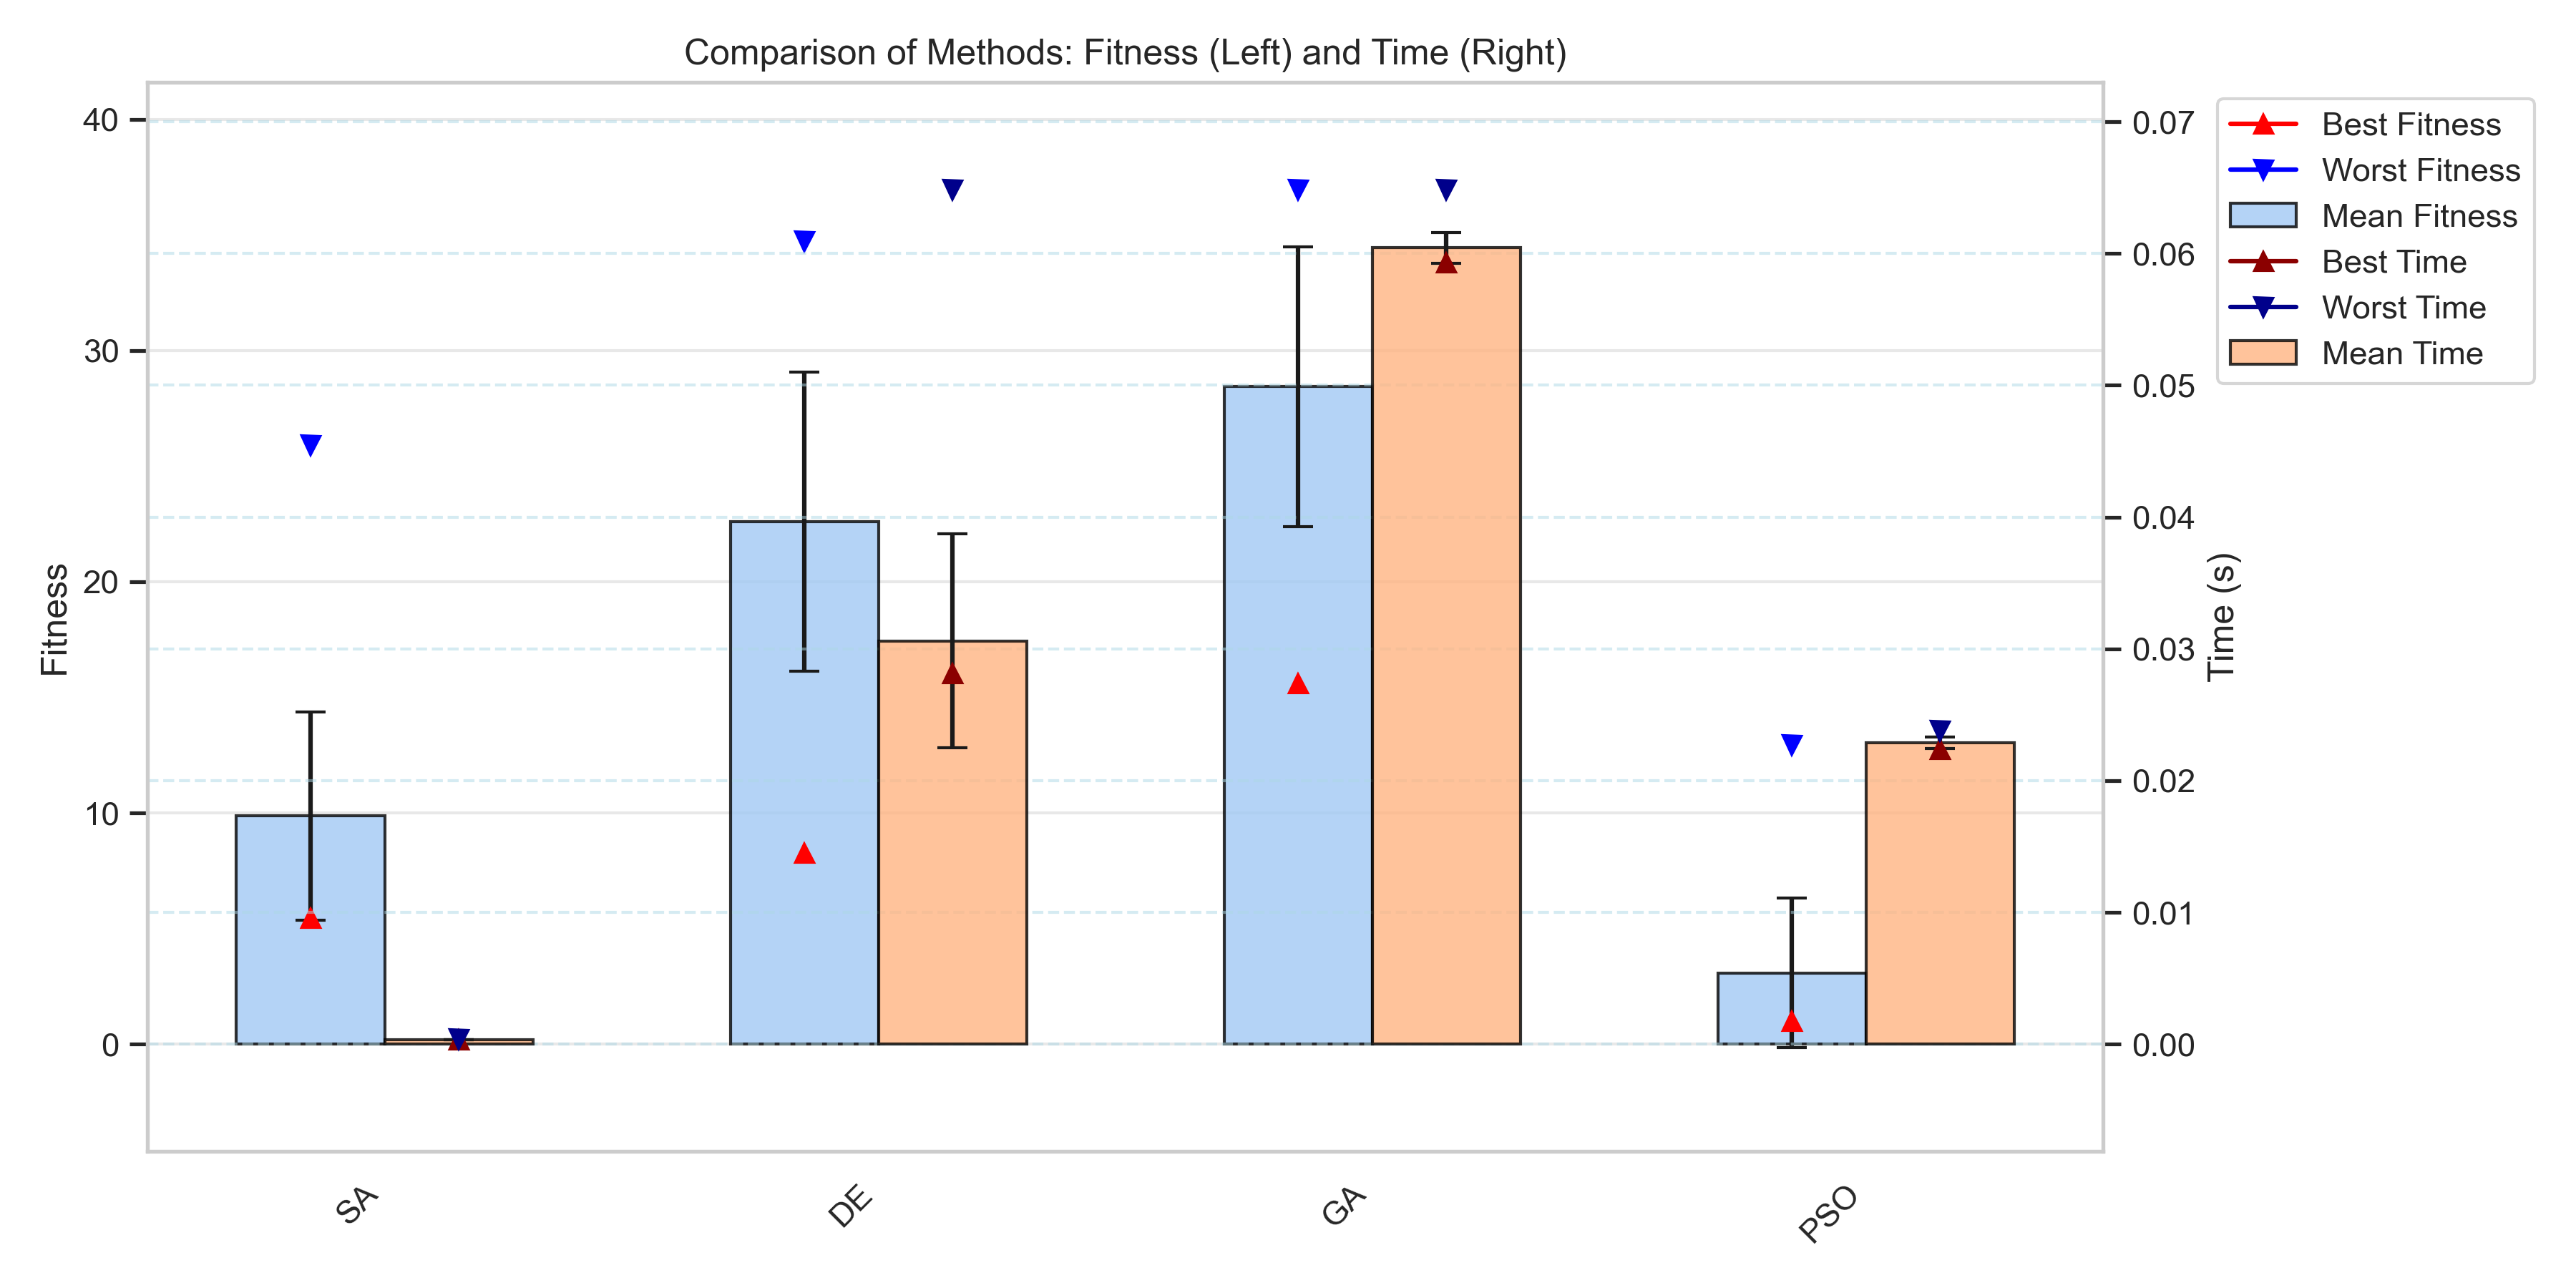 Comparison of Methods: Fitness (Left) and Time (Right)
Fitness
40
30
20
10
0
SA
DE
GA
PSO
0.07
0.06
0.05
0.04
0.03
0.02
0.01
0.00
Time (s)
Best Fitness
Worst Fitness
Mean Fitness
Best Time
Worst Time
Mean Time